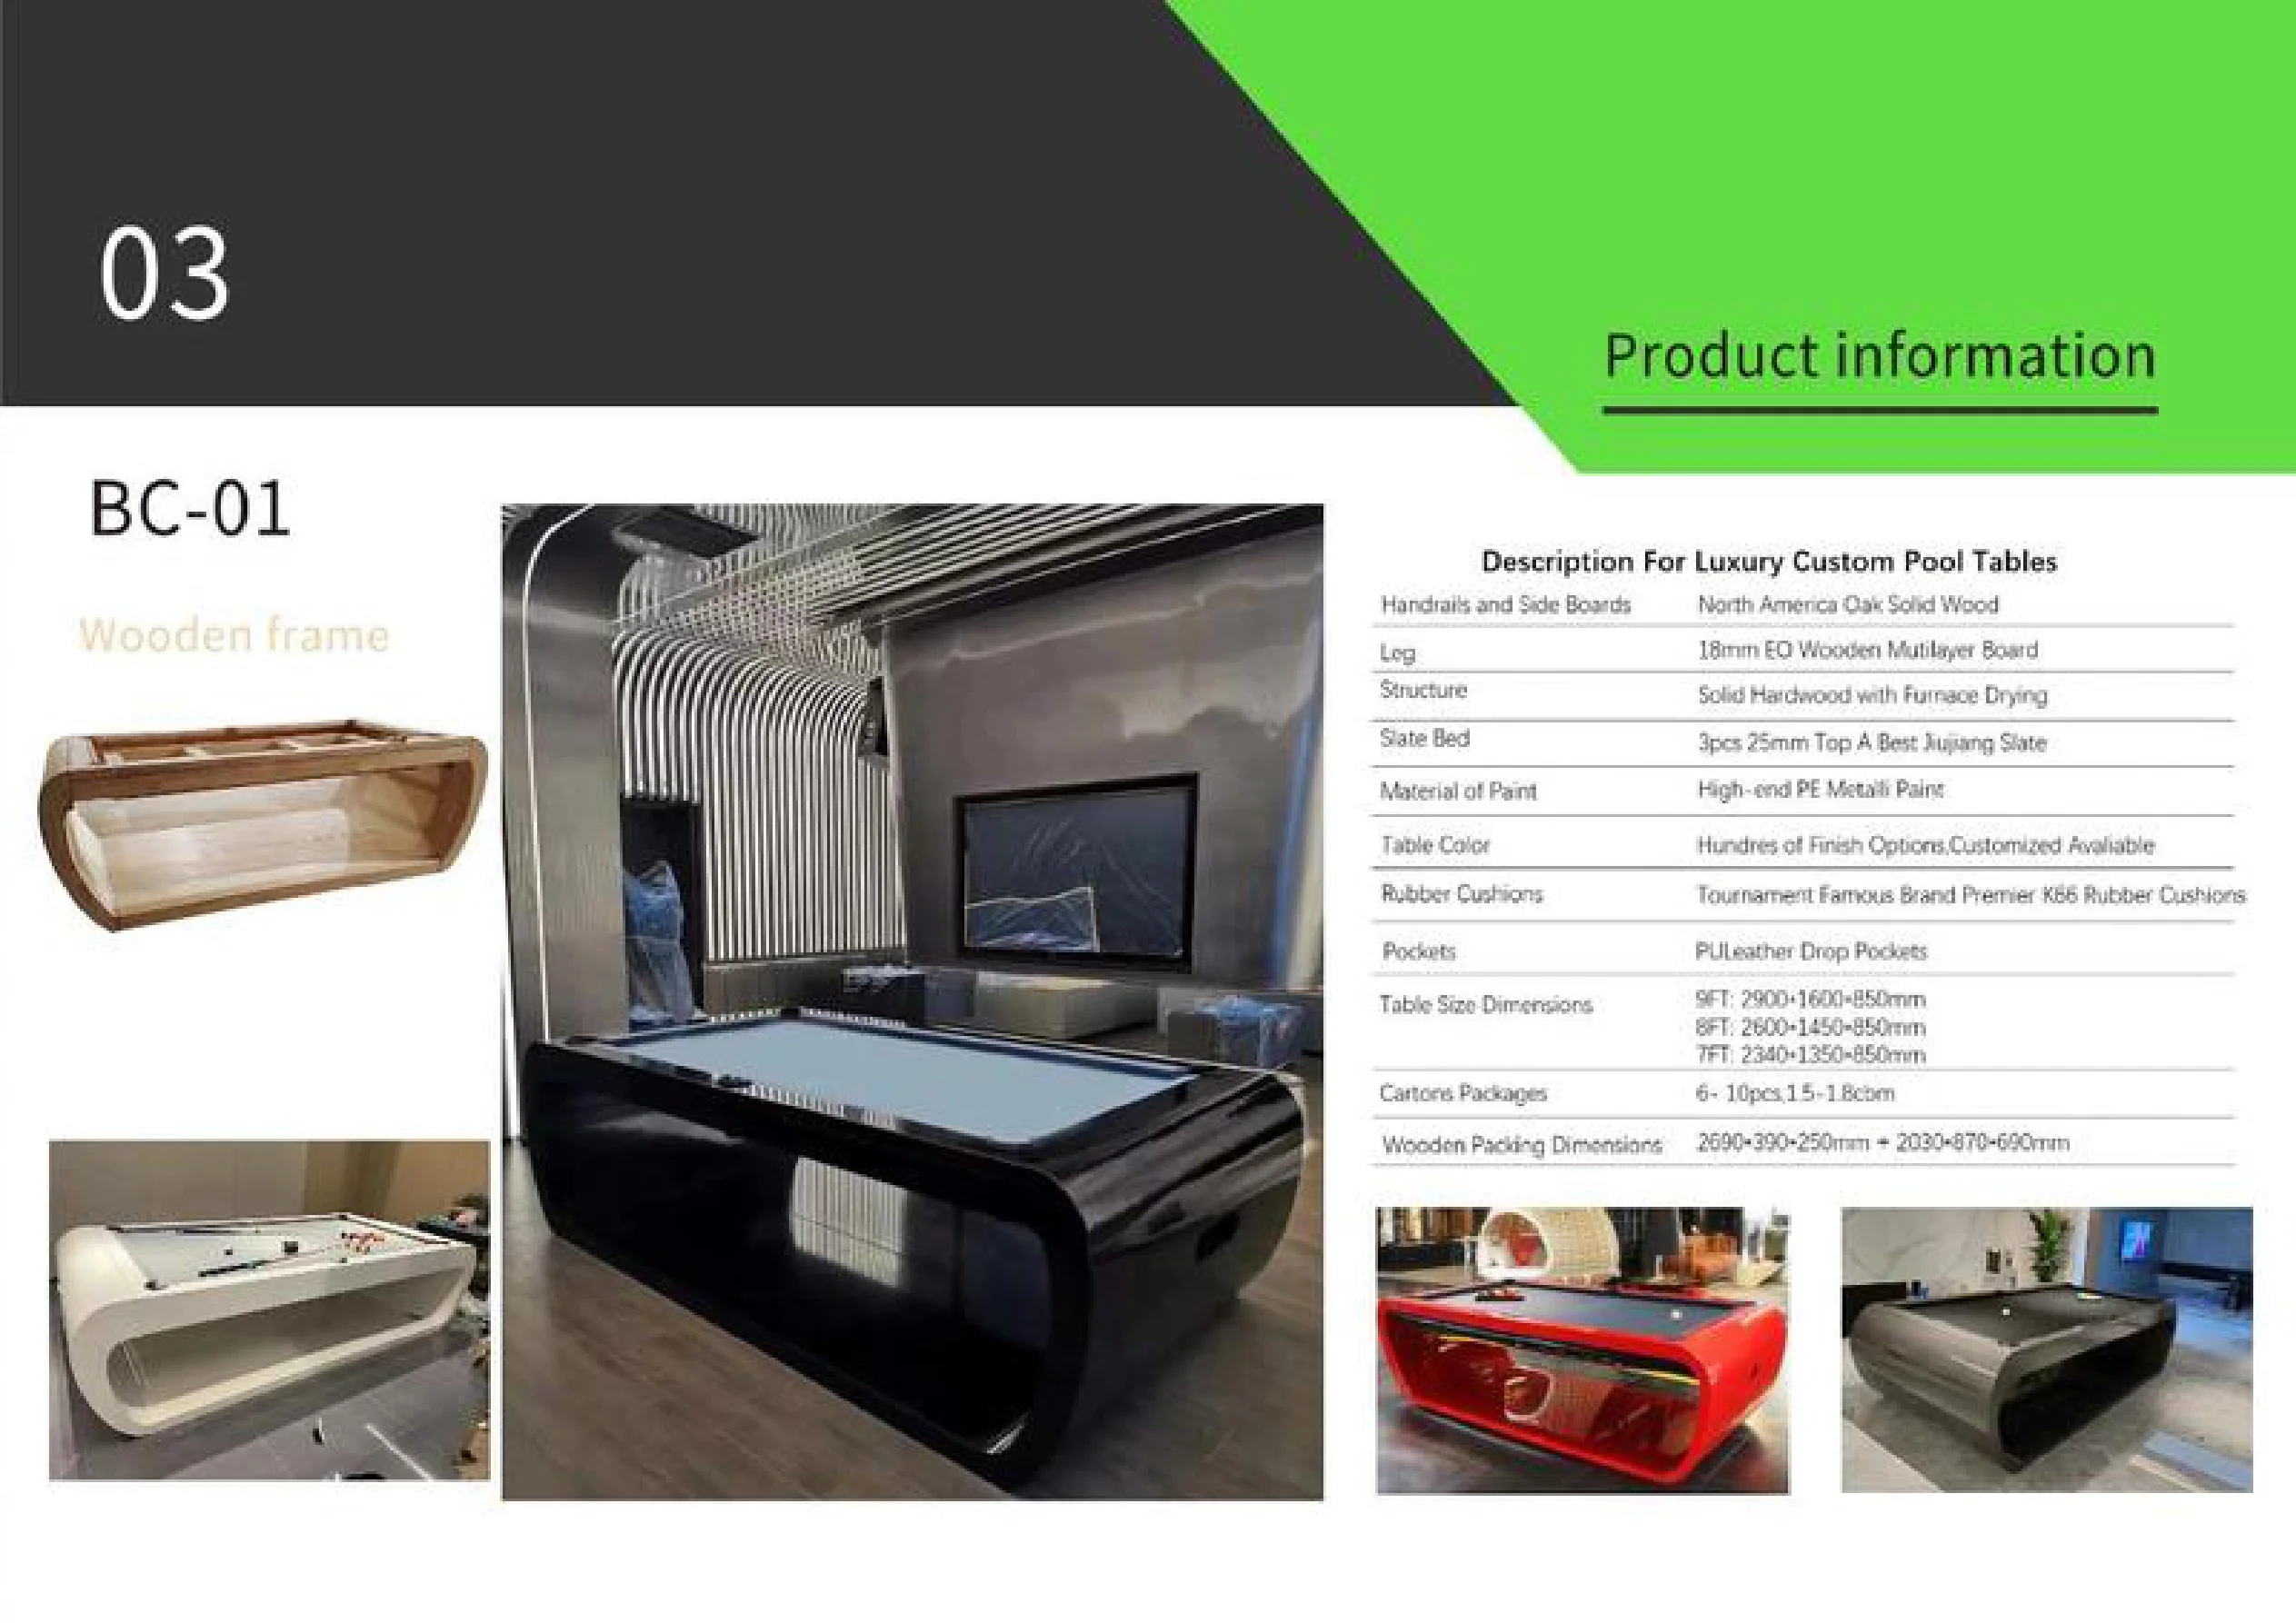 03
Product information
BC-01
Wooden frame
Description For Luxury Custom Pool Tables
Handrails and Side Boards North America Oak Solid Wood
Leg 18mm EO Wooden Mutilayer Board
Structure Solid Hardwood with Furnace Drying
Slate Bed 3pcs 25mm Top A Best Jiujiang Slate
Material of Paint High-end PE Metalli Paint
Table Color Hundres of Finish Options,Customized Avaliable
Rubber Cushions Tournament Famous Brand Premier K66 Rubber Cushions
Pockets PULeather Drop Pockets
Table Size Dimensions 9FT: 2900*1600*850mm
8FT: 2600*1450*850mm
7FT: 2340*1350*850mm
Cartons Packages 6- 10pcs,1.5-1.8cbm
Wooden Packing Dimensions 2690*390*250mm + 2030*870*690mm